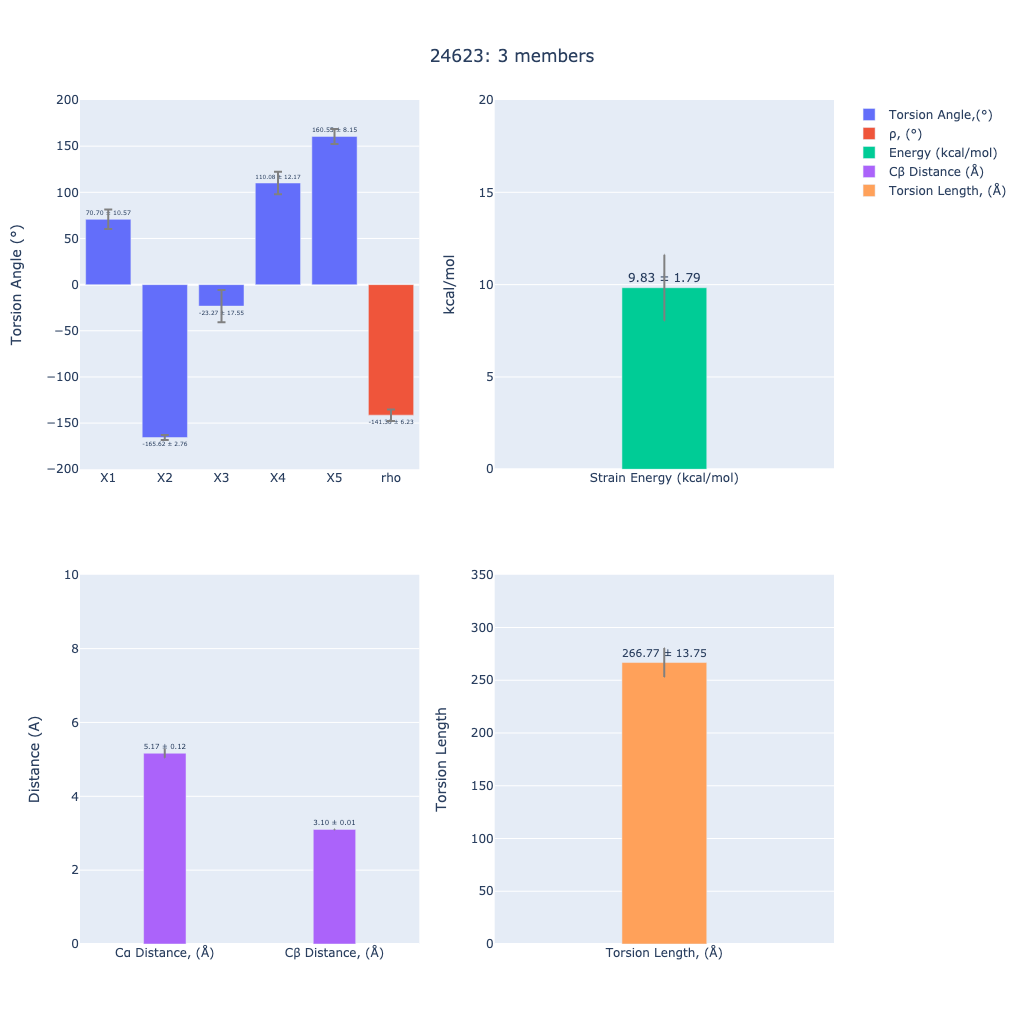 24623: 3 members
200
150
100
50
0
−50
−100
−150
−200
Torsion Angle (°)
70.70 ± 10.57
-165.62 ± 2.76
-23.27 ± 17.55
110.08 ± 12.17
± 8.15
± 6.23
X1
X2
X3
X4
X5
rho
20
15
10
5
0
kcal/mol
9.83 ± 1.79
Strain Energy (kcal/mol)
Torsion Angle,(°)
ρ, (°)
Energy (kcal/mol)
Cβ Distance (Å)
Torsion Length, (Å)
10
8
6
4
2
0
Distance (A)
5.17 ± 0.12
3.10 ± 0.01
Cα Distance, (Å)
Cβ Distance, (Å)
350
300
250
200
150
100
50
0
Torsion Length
266.77 ± 13.75
Torsion Length, (Å)